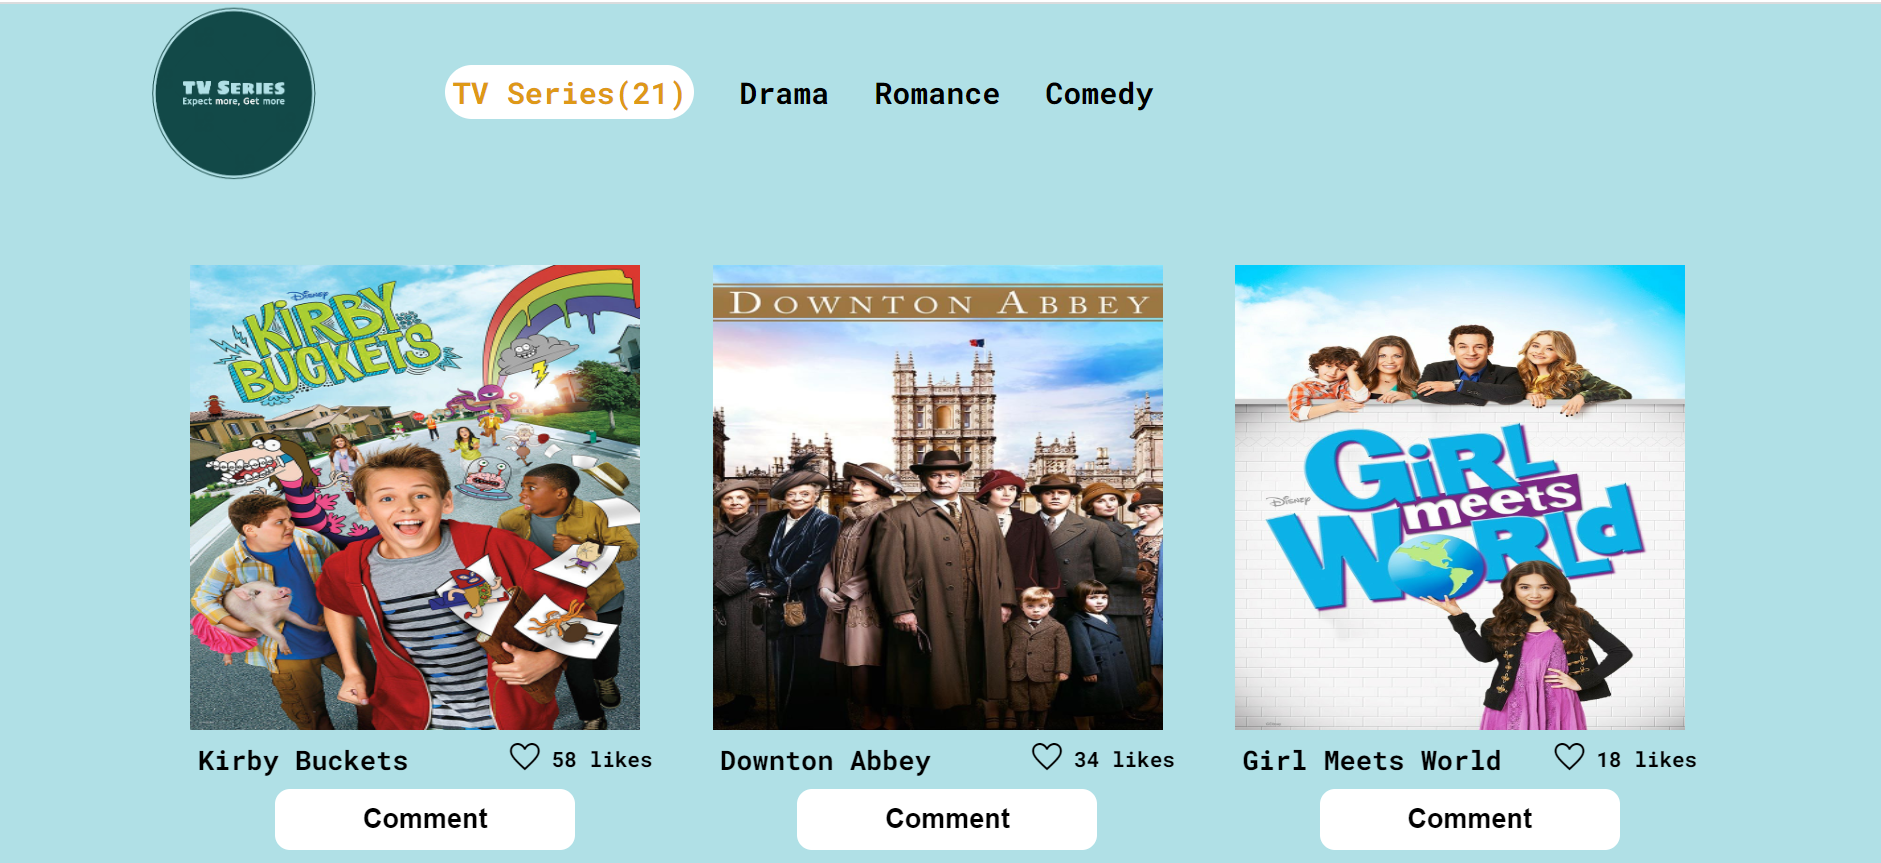 TV SERIES
Expect more, Get more
TV Series(21)
Drama
Romance
Comedy
Disney
KiRBY
BUCKETS
DOWNTON ABBEY
Disney
GiRL
meets
WORLd
Kirby Buckets
58 likes
Downton Abbey
34 likes
Girl Meets World
18 likes
Comment
Comment
Comment